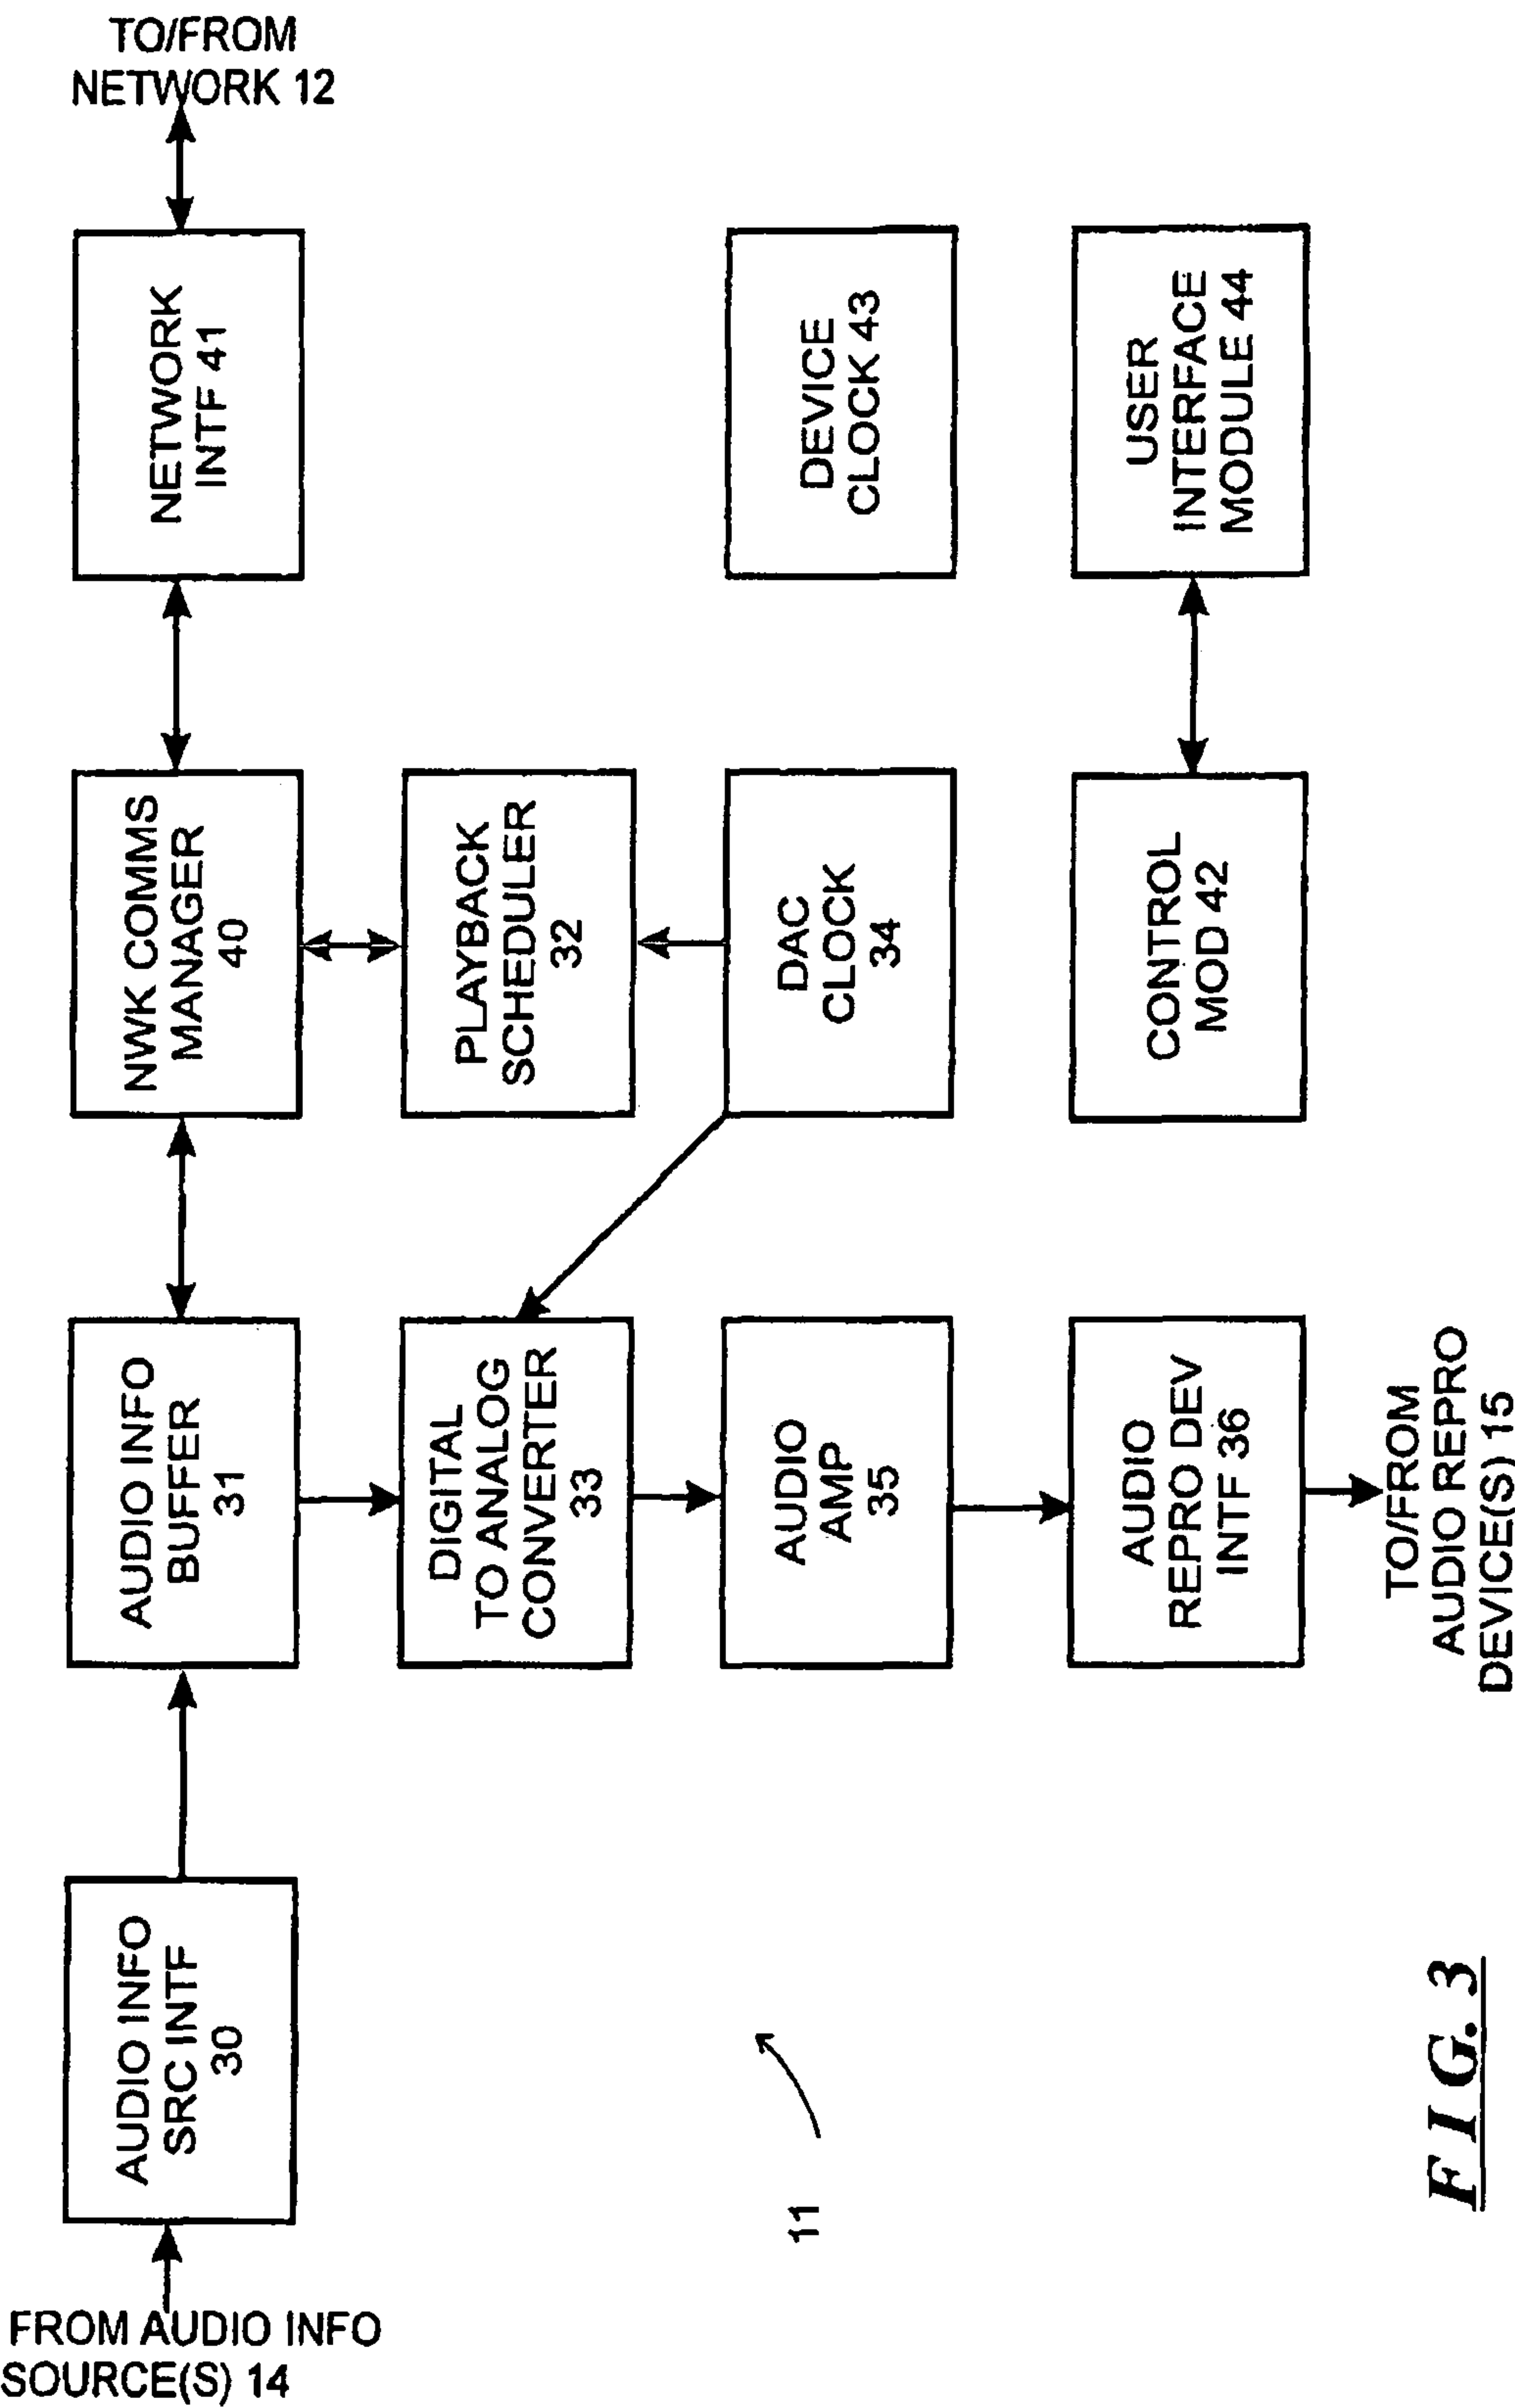 TO/FROM
NETWORK 12
NETWORK
INTF 41
DEVICE
CLOCK 43
USER
INTERFACE
MODULE 44
NWK COMMS
MANAGER
40
PLAYBACK
SCHEDULER
32
DAC
CLOCK
34
CONTROL
MOD 42
AUDIO INFO
BUFFER
31
DIGITAL
TO ANALOG
CONVERTER
33
AUDIO
AMP
35
AUDIO
REPRO DEV
INTF 36
TO/FROM
AUDIO REPRO
DEVICE(S) 15
AUDIO INFO
SRC INTF
30
FROM AUDIO INFO
SOURCE(S) 14
11
FIG. 3